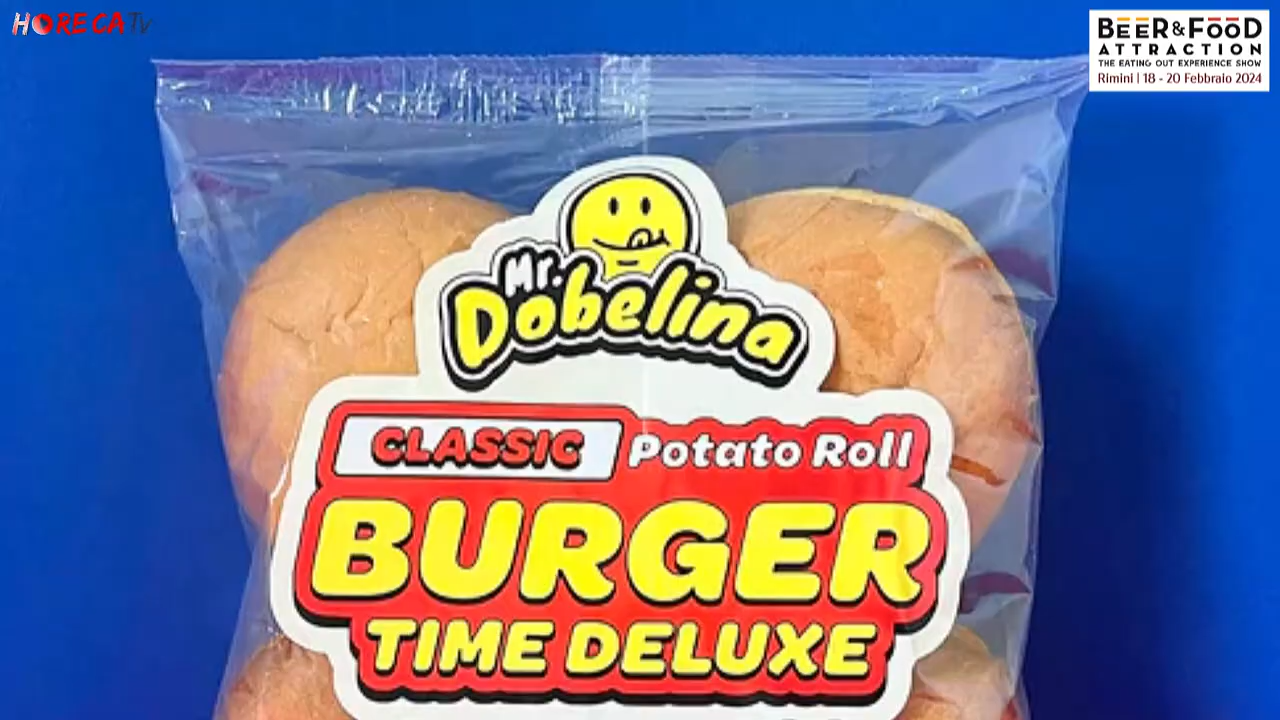 HORECATv
BEER&FOOD
ATTRACTION
THE EATING OUT EXPERIENCE SHOW
Rimini | 18 - 20 Febbraio 2024
Mr.
Dobelina
CLASSIC Potato Roll
BURGER
TIME DELUXE